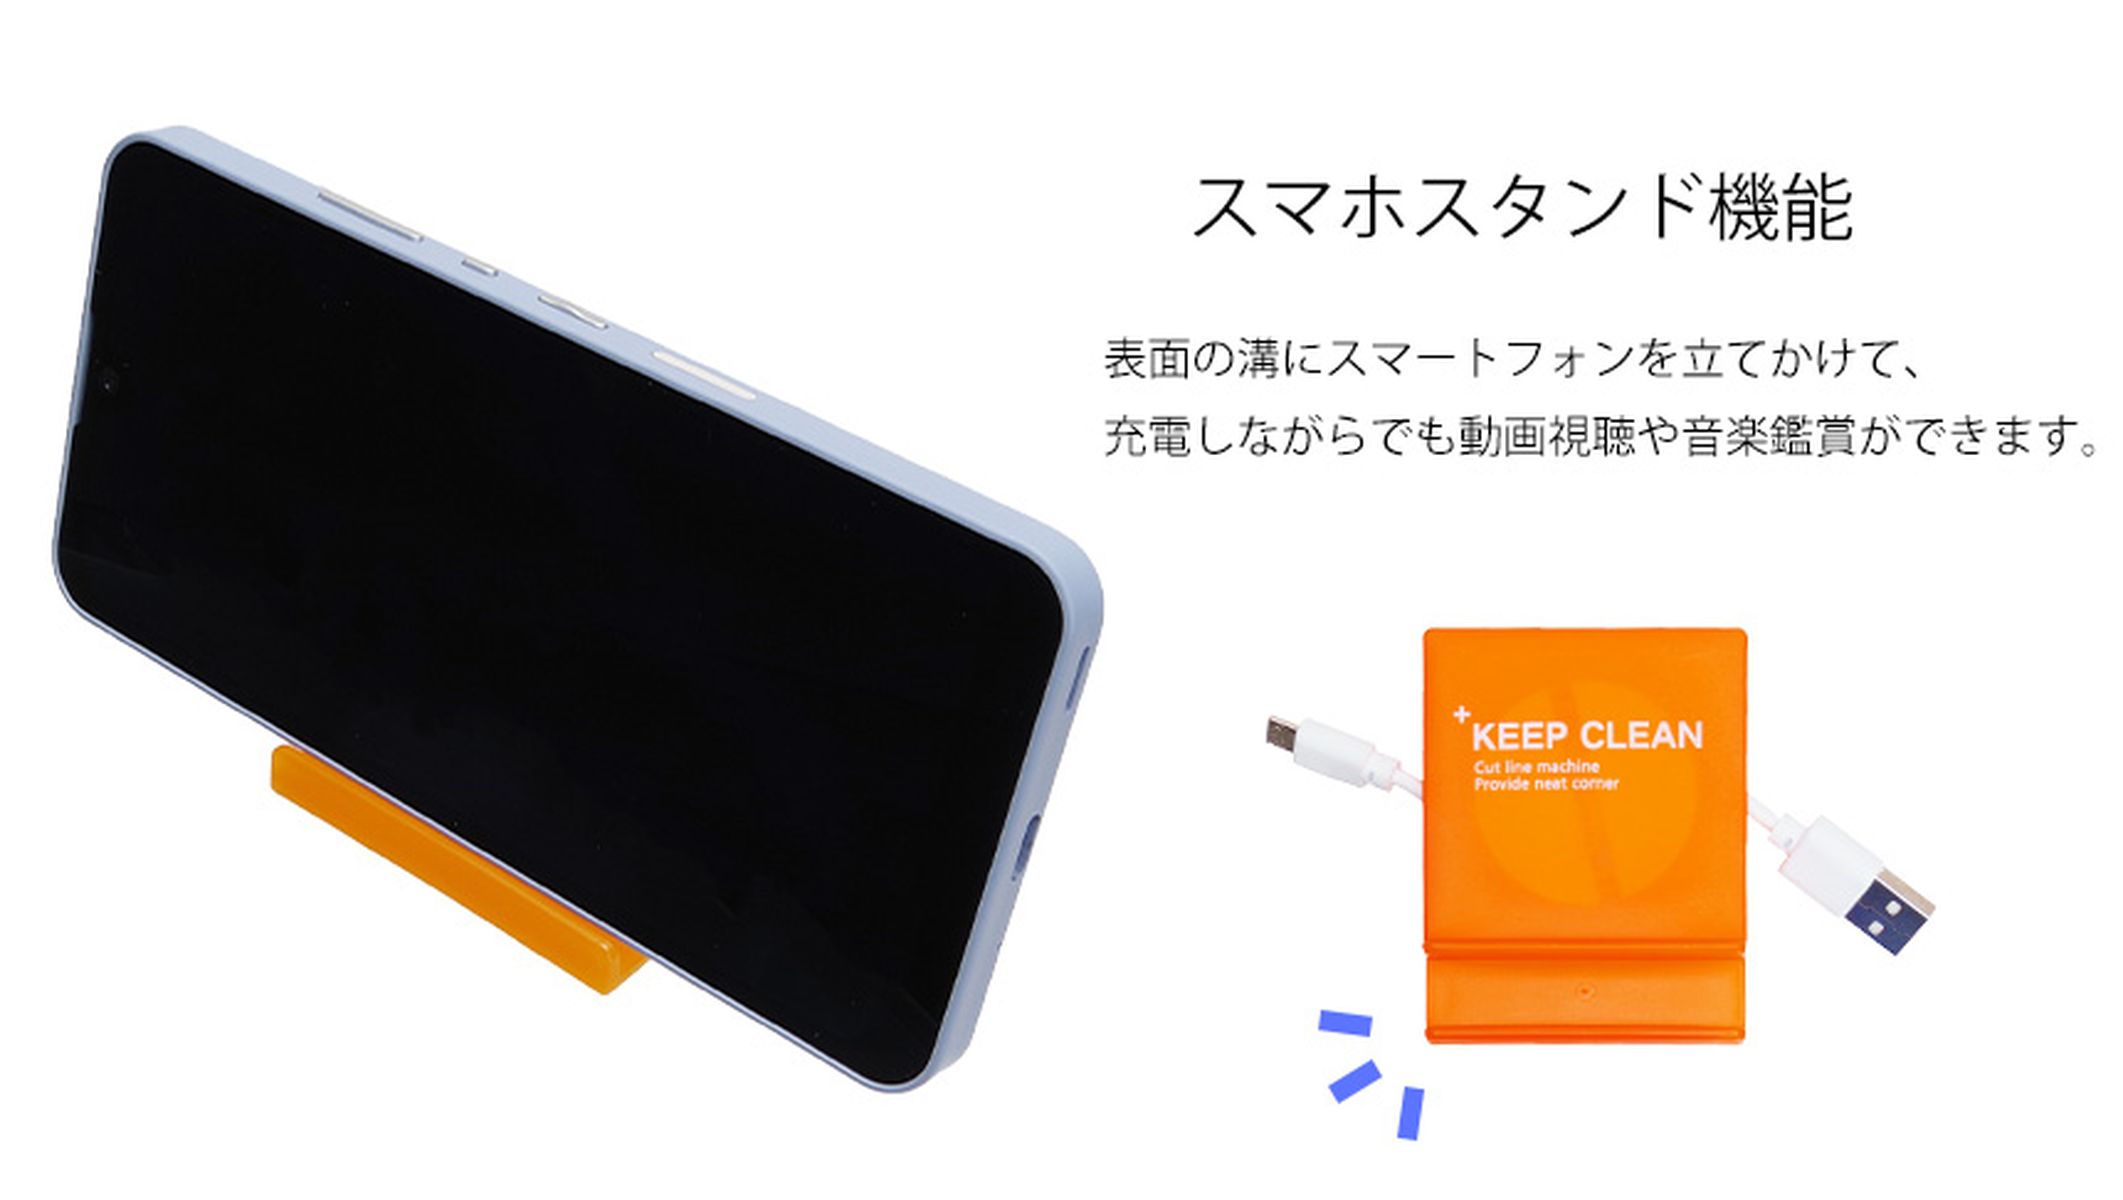 スマホスタンド機能
表面の溝にスマートフォンを立てかけて、
充電しながらでも動画視聴や音楽鑑賞ができます。
+KEEP CLEAN
Cut line machine
Provide neat corner